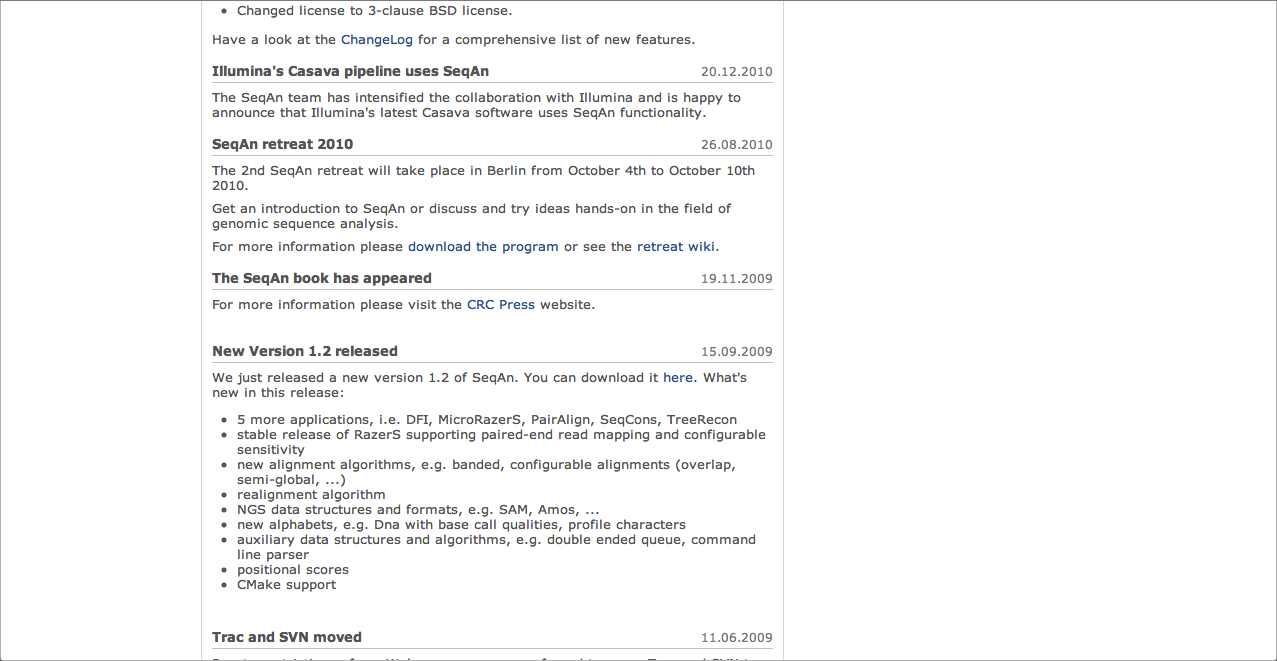 Changed license to 3-clause BSD license.
Have a look at the ChangeLog for a comprehensive list of new features.
Illumina's Casava pipeline uses SeqAn 20.12.2010
The SeqAn team has intensified the collaboration with Illumina and is happy to
announce that Illumina's latest Casava software uses SeqAn functionality.
SeqAn retreat 2010 26.08.2010
The 2nd SeqAn retreat will take place in Berlin from October 4th to October 10th
2010.
Get an introduction to SeqAn or discuss and try ideas hands-on in the field of
genomic sequence analysis.
For more information please download the program or see the retreat wiki.
The SeqAn book has appeared 19.11.2009
For more information please visit the CRC Press website.
New Version 1.2 released 15.09.2009
We just released a new version 1.2 of SeqAn. You can download it here. What's
new in this release:
5 more applications, i.e. DFI, MicroRazerS, PairAlign, SeqCons, TreeRecon
stable release of RazerS supporting paired-end read mapping and configurable
sensitivity
new alignment algorithms, e.g. banded, configurable alignments (overlap,
semi-global, ...)
realignment algorithm
NGS data structures and formats, e.g. SAM, Amos, ...
new alphabets, e.g. Dna with base call qualities, profile characters
auxiliary data structures and algorithms, e.g. double ended queue, command
line parser
positional scores
CMake support
Trac and SVN moved 11.06.2009